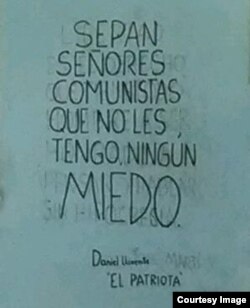 SEPAN
SEÑORES
COMUNISTAS
QUE NO LES
TENGO NINGUN
MIEDO.
Daniel Llorente
"EL PATRIOTA"
Courtesy Image